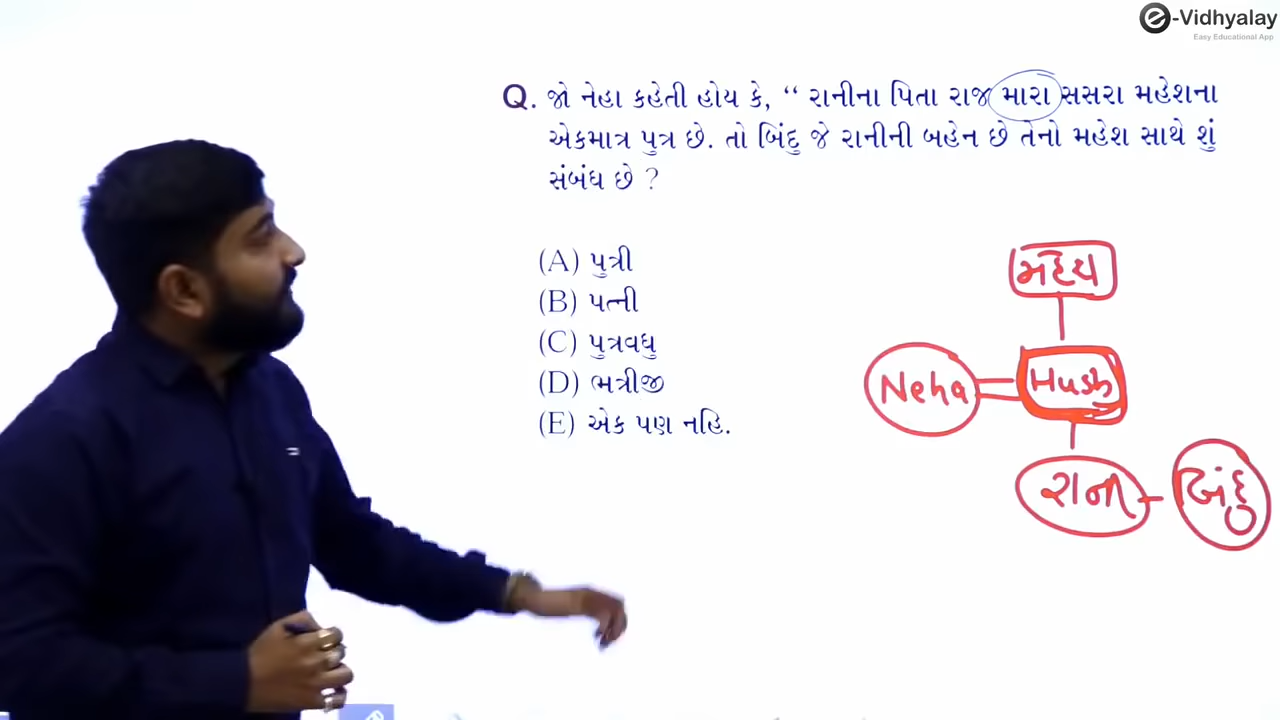 e-Vidhyalay
Easy Educational App
Q. જો નેહા કહેતી હોય કે, “ રાનીના પિતા રાજ મારા સસરા મહેશના
એકમાત્ર પુત્ર છે. તો બિંદુ જે રાનીની બહેન છે તેનો મહેશ સાથે શું
સંબંધ છે ?
(A) પુત્રી
(B) પત્ની
(C) પુત્રવધુ
(D) ભત્રીજી
(E) એક પણ નહિ.
મહેશ
Neha
Husb
રાની
બિંદુ